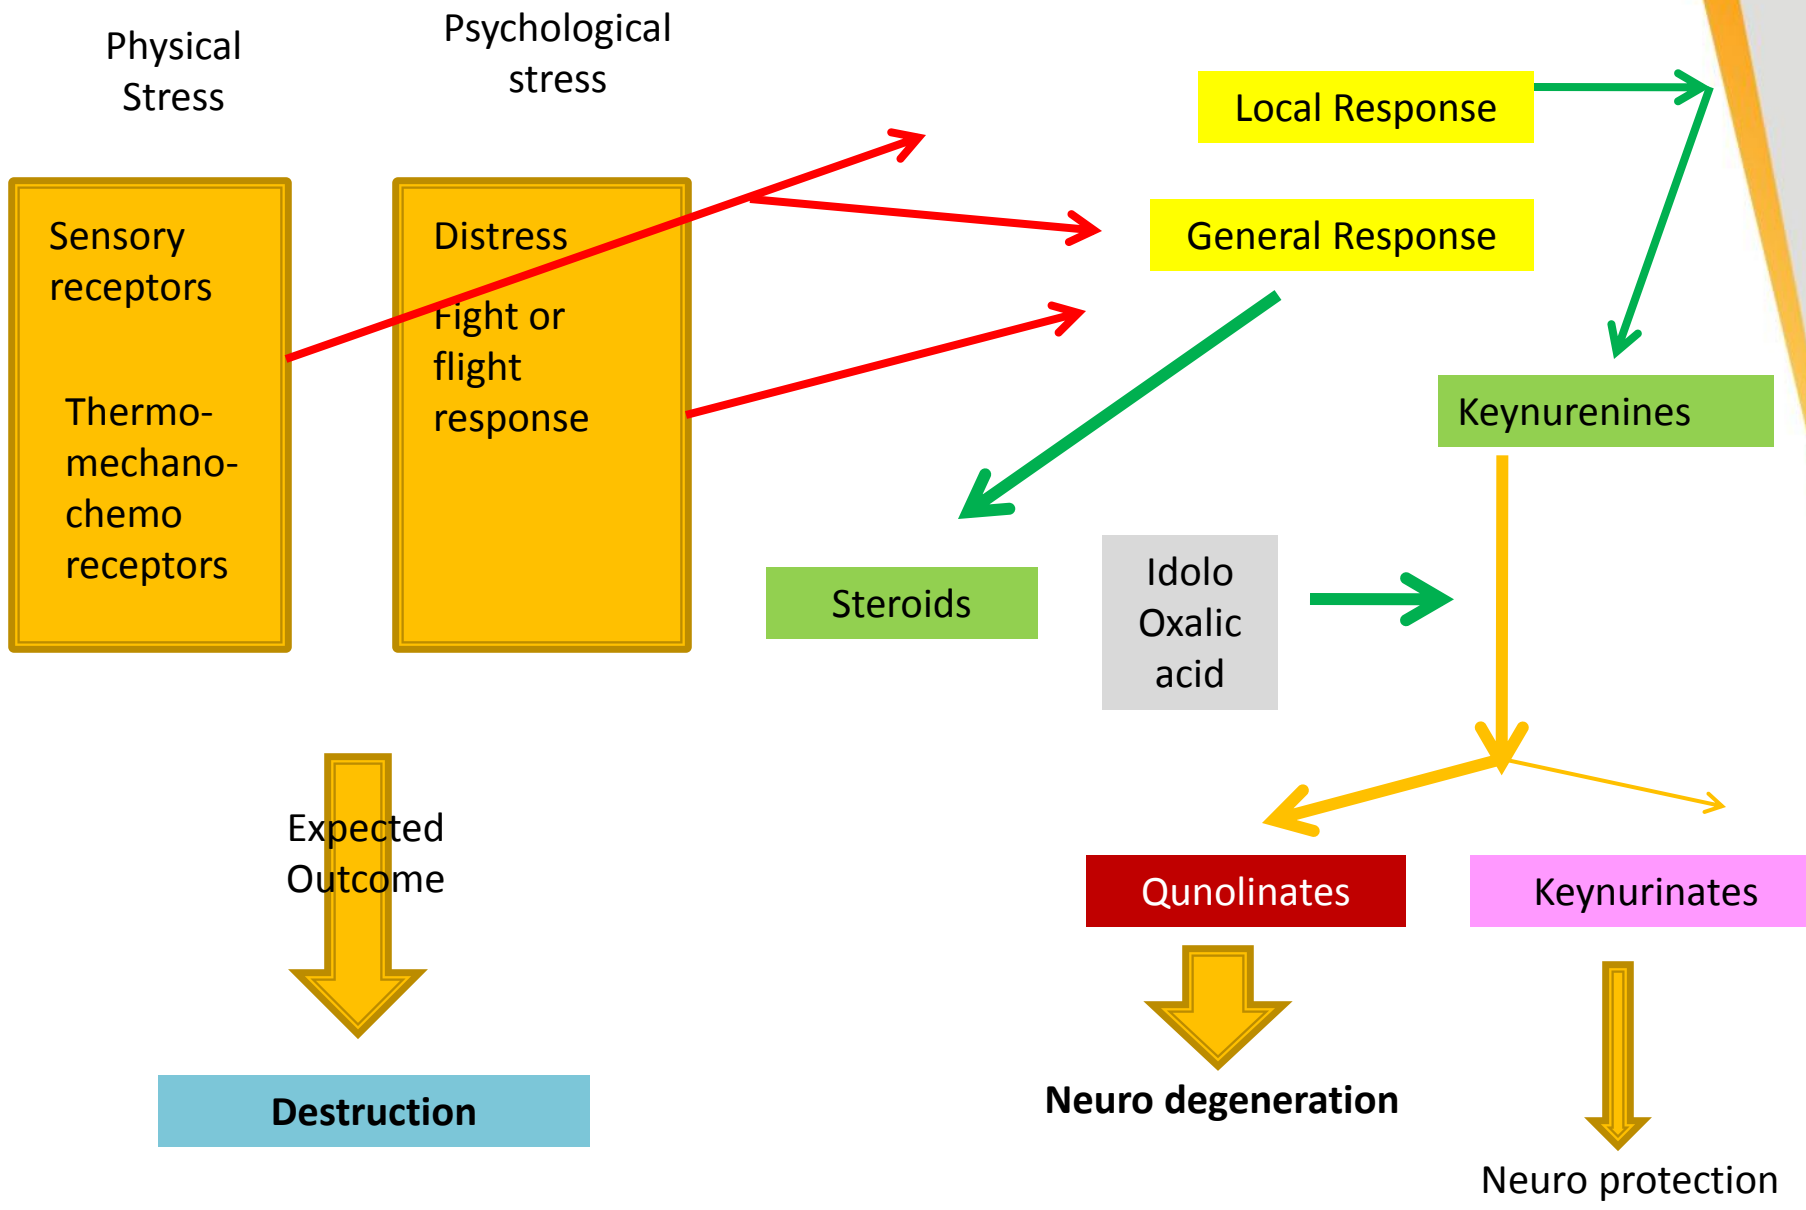 Physical
Stress
Psychological
stress
Sensory
receptors
Thermo-
mechano-
chemo
receptors
Distress
Fight or
flight
response
Local Response
General Response
Keynurenines
Steroids
Idolo
Oxalic
acid
Expected
Outcome
Qunolinates
Keynurinates
Destruction
Neuro degeneration
Neuro protection